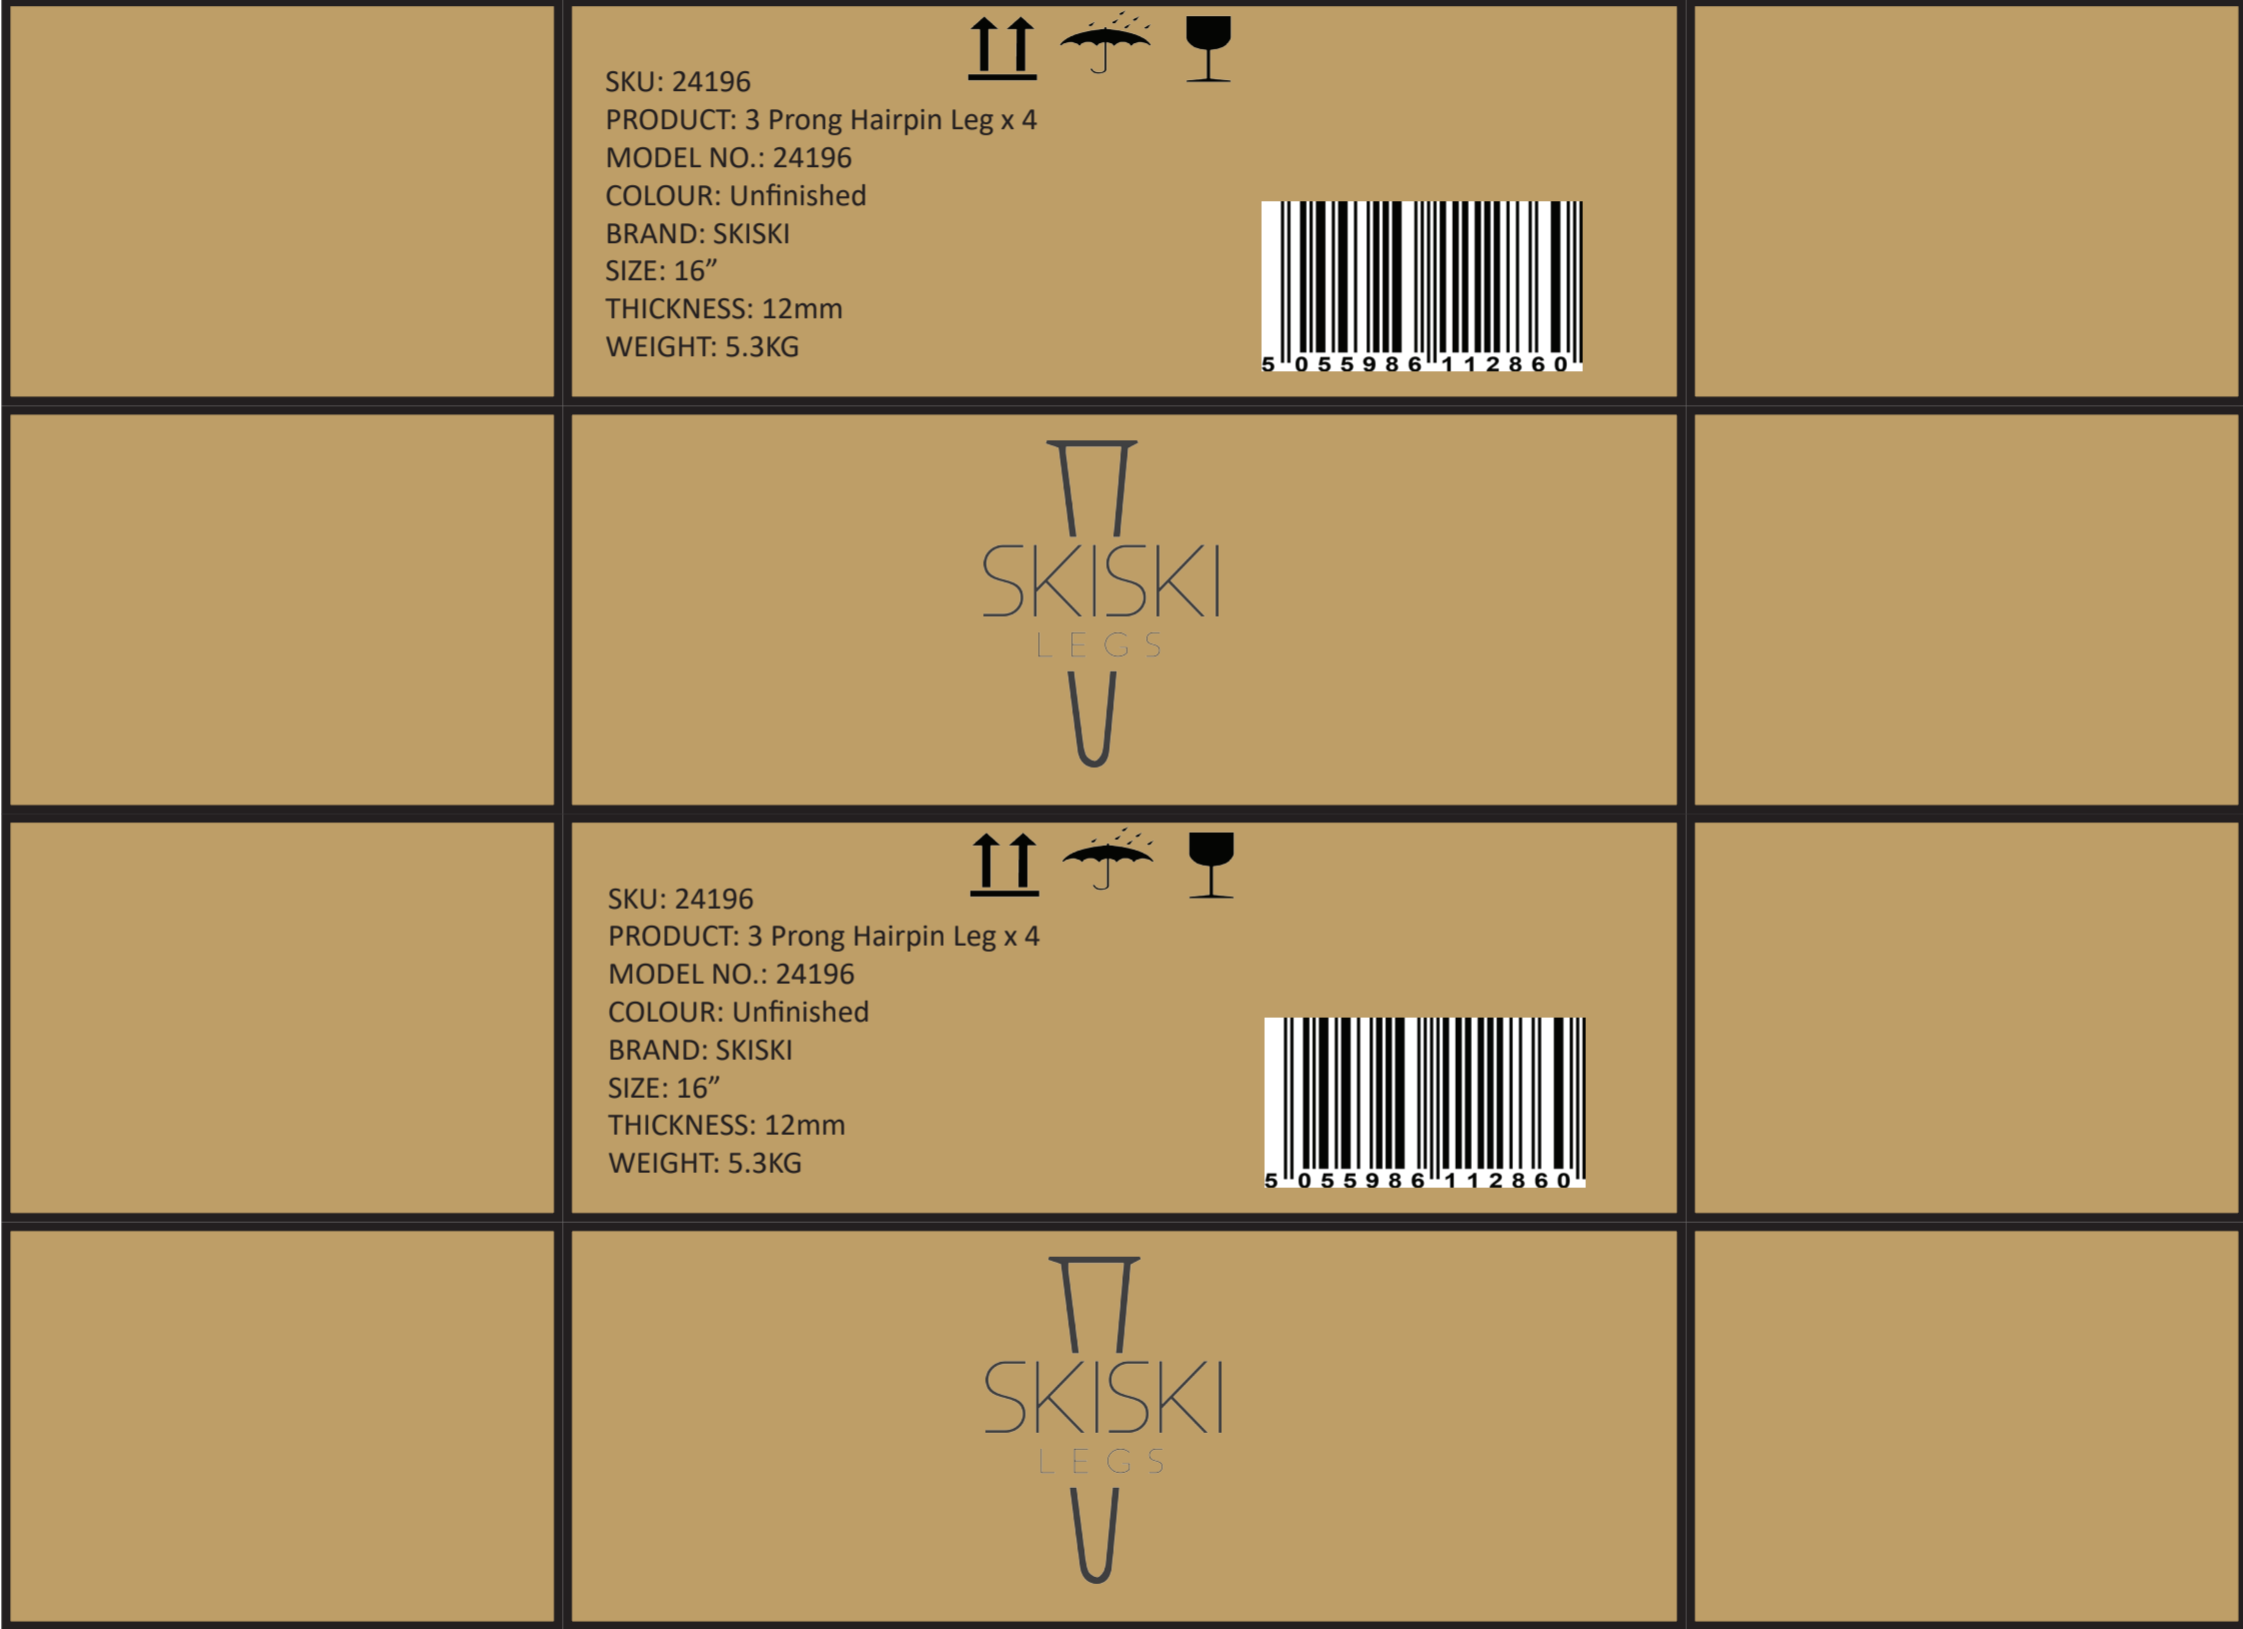 SKU: 24196
PRODUCT: 3 Prong Hairpin Leg x 4
MODEL NO.: 24196
COLOUR: Unfinished
BRAND: SKISKI
SIZE: 16”
THICKNESS: 12mm
WEIGHT: 5.3KG
5 055986 112860
SKISKI
LEGS
SKU: 24196
PRODUCT: 3 Prong Hairpin Leg x 4
MODEL NO.: 24196
COLOUR: Unfinished
BRAND: SKISKI
SIZE: 16”
THICKNESS: 12mm
WEIGHT: 5.3KG
5 055986 112860
SKISKI
LEGS